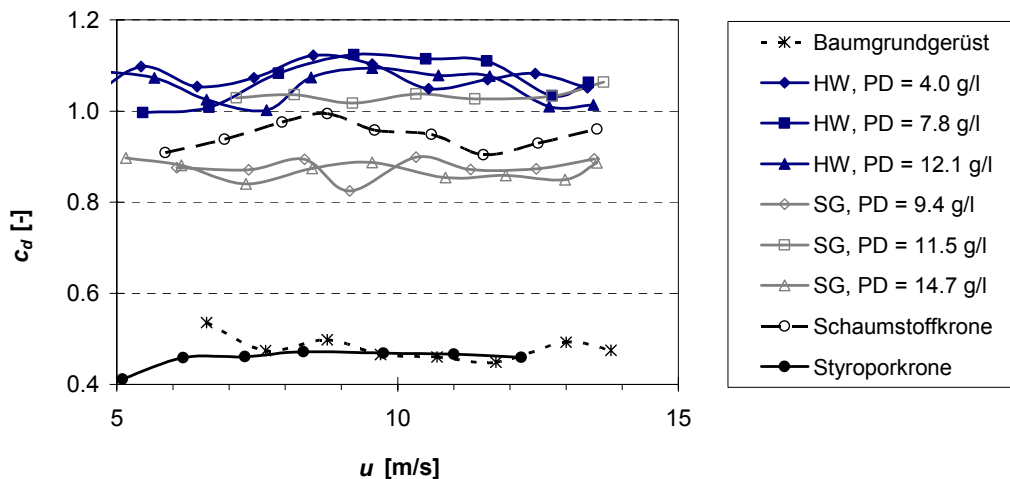 1.2
1.0
0.8
0.6
0.4
c_d [-]
5
10
15
u [m/s]
Baumgrundgerüst
HW, PD = 4.0 g/l
HW, PD = 7.8 g/l
HW, PD = 12.1 g/l
SG, PD = 9.4 g/l
SG, PD = 11.5 g/l
SG, PD = 14.7 g/l
Schaumstoffkrone
Styroporkrone